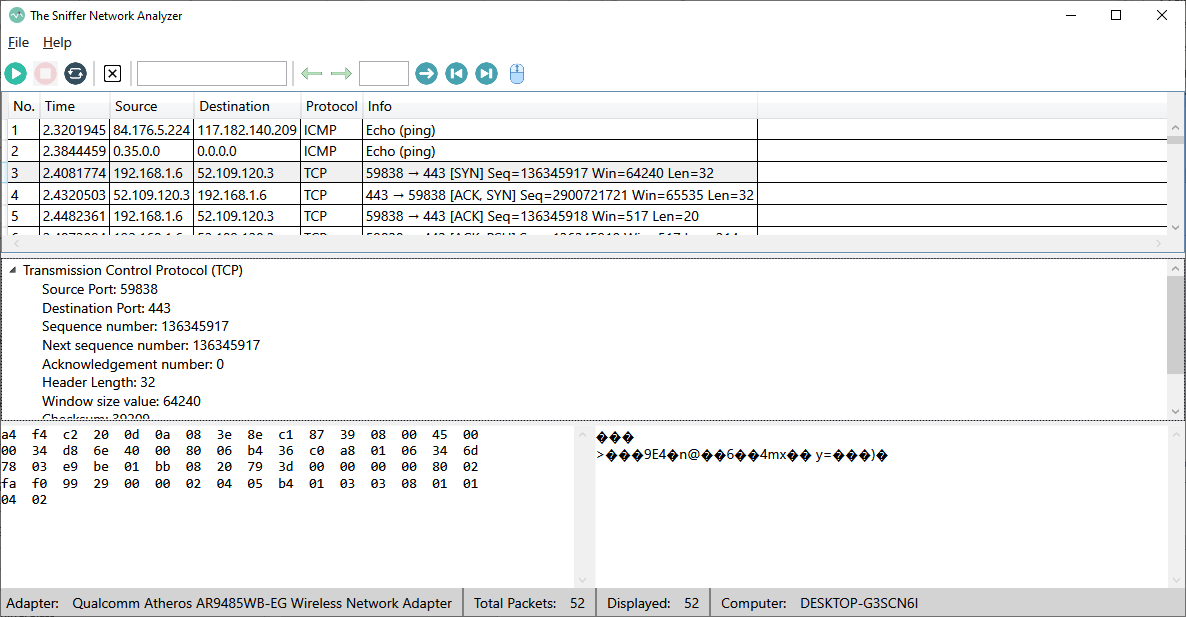 The Sniffer Network Analyzer
File Help
No. Time Source Destination Protocol Info
1 2.3201945 84.176.5.224 117.182.140.209 ICMP Echo (ping)
2 2.3844459 0.35.0.0 0.0.0.0 ICMP Echo (ping)
3 2.4081774 192.168.1.6 52.109.120.3 TCP 59838 → 443 [SYN] Seq=136345917 Win=64240 Len=32
4 2.4320503 52.109.120.3 192.168.1.6 TCP 443 → 59838 [ACK, SYN] Seq=2900721721 Win=65535 Len=32
5 2.4482361 192.168.1.6 52.109.120.3 TCP 59838 → 443 [ACK] Seq=136345918 Win=517 Len=20
Transmission Control Protocol (TCP)
Source Port: 59838
Destination Port: 443
Sequence number: 136345917
Next sequence number: 136345917
Acknowledgement number: 0
Header Length: 32
Window size value: 64240
Checksum: 39209
a4 f4 c2 20 0d 0a 08 3e 8e c1 87 39 08 00 45 00
00 34 d8 6e 40 00 80 06 b4 36 c0 a8 01 06 34 6d
78 03 e9 be 01 bb 08 20 79 3d 00 00 00 00 80 02
fa f0 99 29 00 00 02 04 05 b4 01 03 03 08 01 01
04 02
���
>���9E4�n@��6��4mx�� y=���)�
Adapter: Qualcomm Atheros AR9485WB-EG Wireless Network Adapter Total Packets: 52 Displayed: 52 Computer: DESKTOP-G3SCN6I